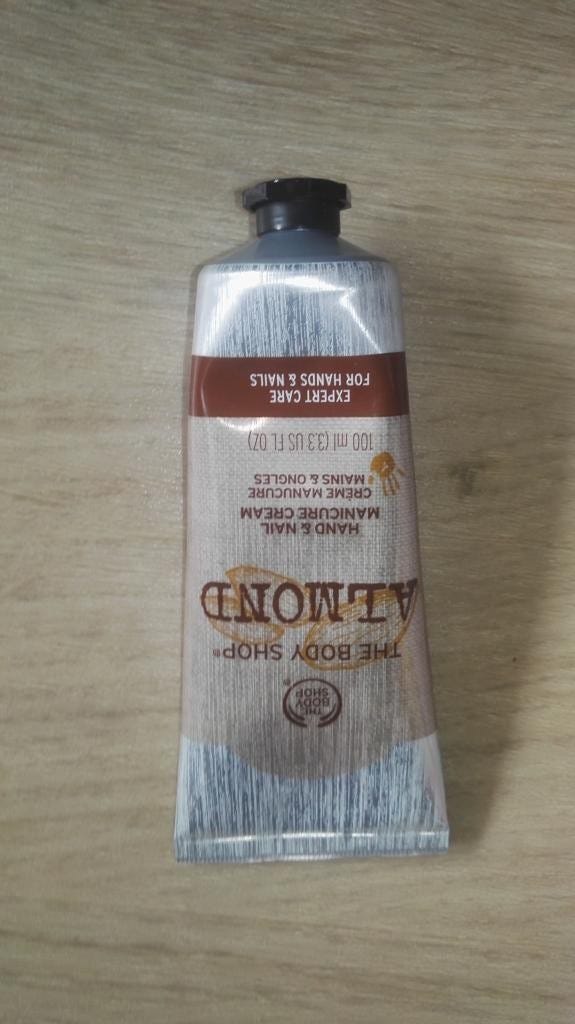 THE
BODY
SHOP®
THE BODY SHOP®
ALMOND
HAND & NAIL
MANICURE CREAM
CRÈME MANUCURE
MAINS & ONGLES
100 ml (3.3 US FL OZ)
EXPERT CARE
FOR HANDS & NAILS